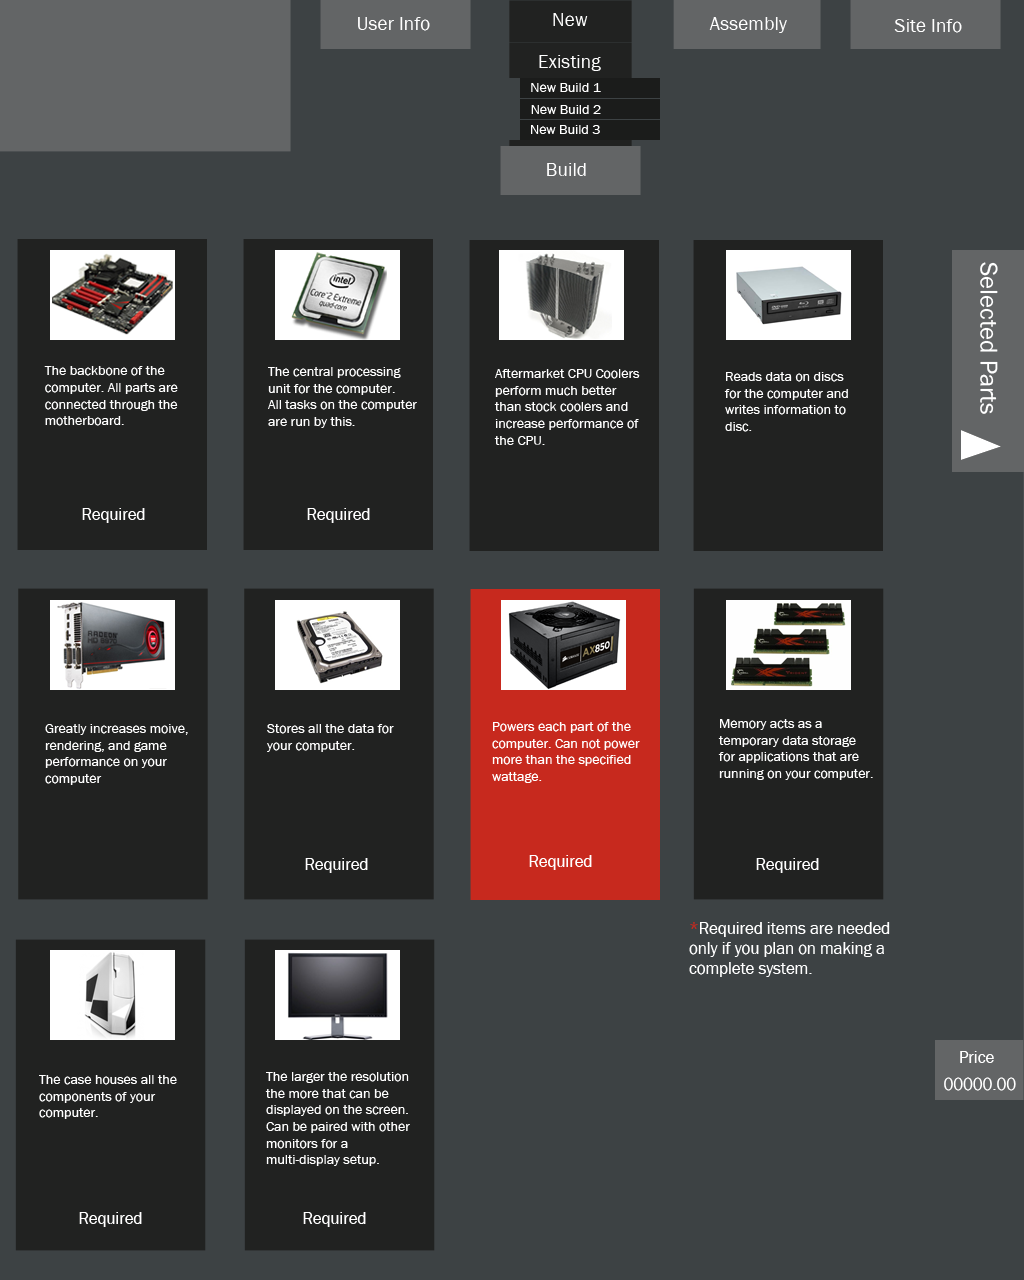 User Info
New
Assembly
Site Info
Existing
New Build 1
New Build 2
New Build 3
Build
Selected Parts
intel
Core™2 Extreme
quad-core
The backbone of the
computer. All parts are
connected through the
motherboard.
Required
The central processing
unit for the computer.
All tasks on the computer
are run by this.
Required
Aftermarket CPU Coolers
perform much better
than stock coolers and
increase performance of
the CPU.
Reads data on discs
for the computer and
writes information to
disc.
RADEON
Greatly increases moive,
rendering, and game
performance on your
computer
Stores all the data for
your computer.
Required
AX850
Powers each part of the
computer. Can not power
more than the specified
wattage.
Required
Memory acts as a
temporary data storage
for applications that are
running on your computer.
Required
*Required items are needed
only if you plan on making a
complete system.
The case houses all the
components of your
computer.
Required
The larger the resolution
the more that can be
displayed on the screen.
Can be paired with other
monitors for a
multi-display setup.
Required
Price
00000.00